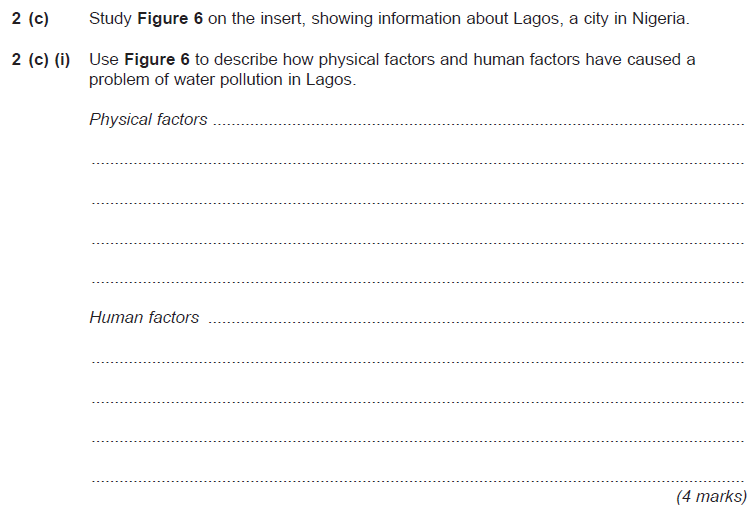 2 (c) Study Figure 6 on the insert, showing information about Lagos, a city in Nigeria.
2 (c) (i) Use Figure 6 to describe how physical factors and human factors have caused a
problem of water pollution in Lagos.
Physical factors ..........
Human factors ..........
(4 marks)